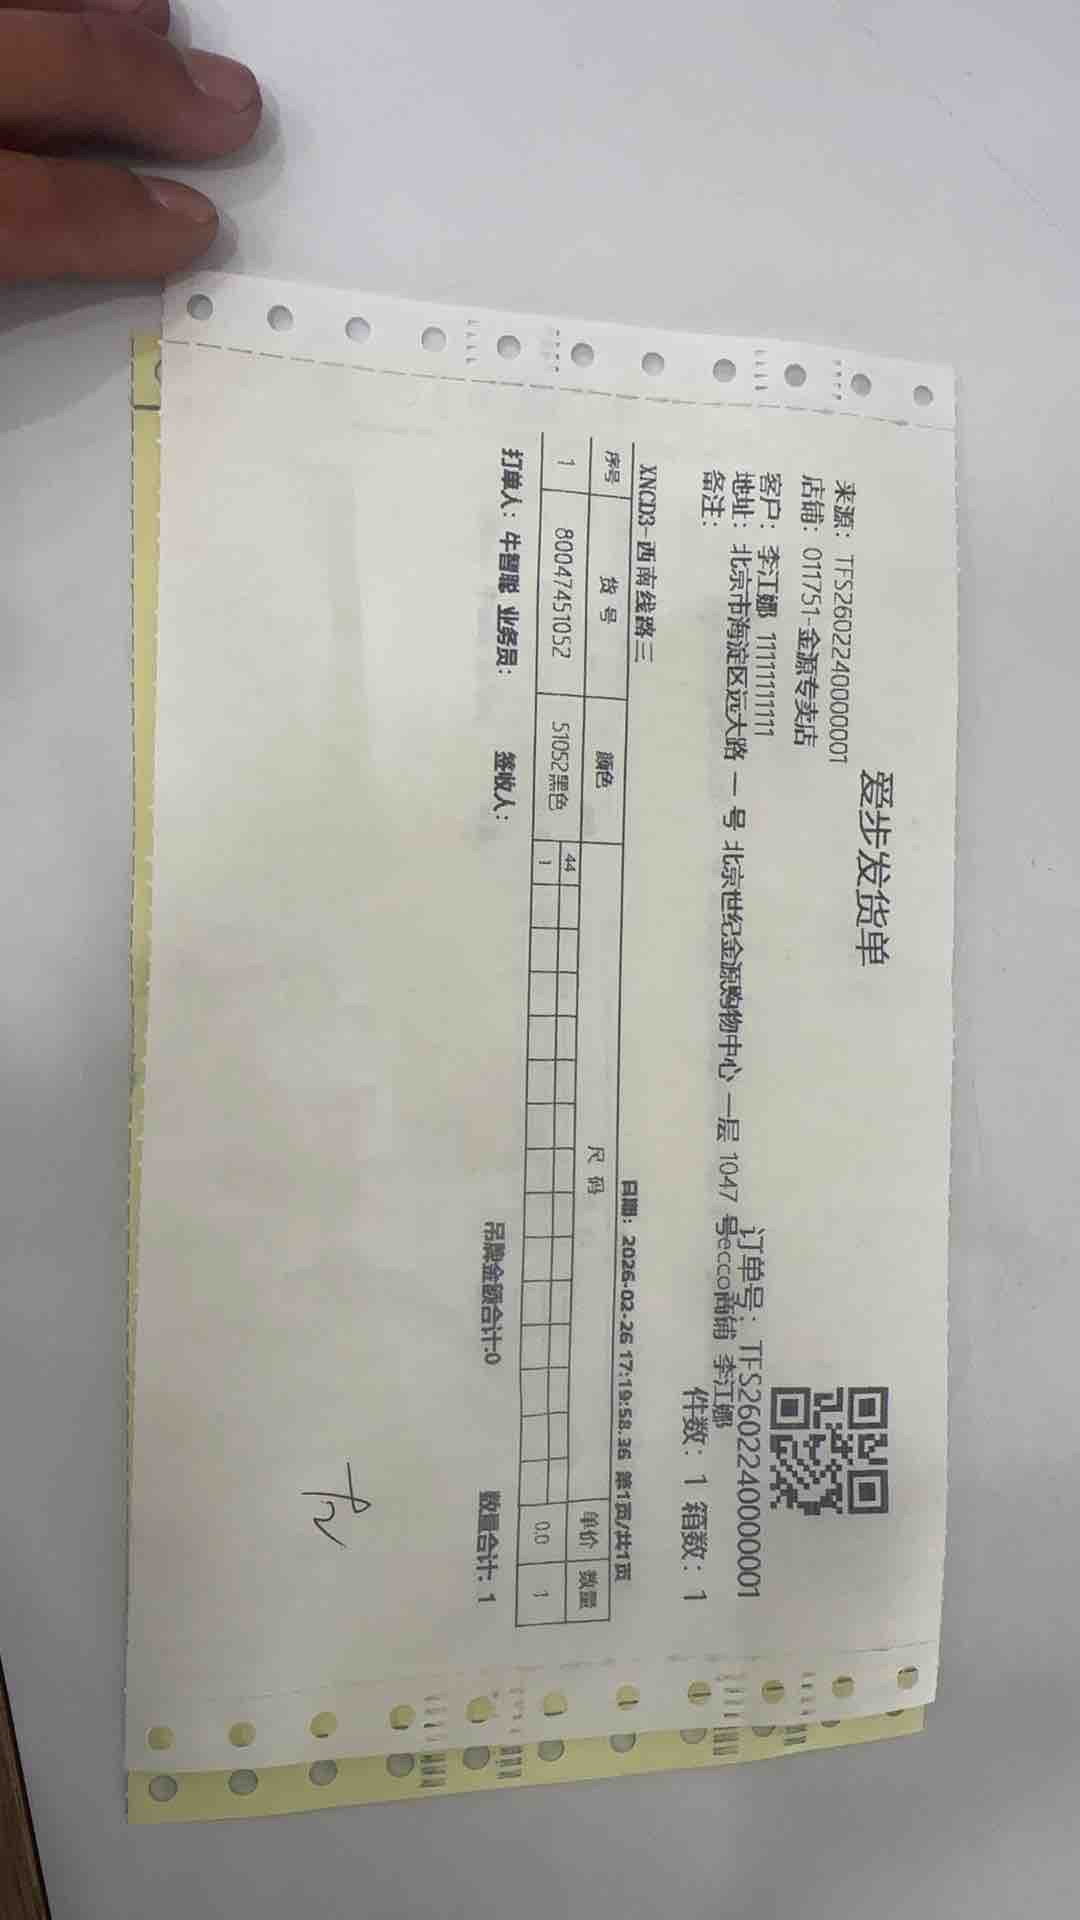 爱步发货单
来源：TFS2602240000001
店铺：011751-金源专卖店
订单号：TFS2602240000001
客户：李江娜 1111111111
地址：北京市海淀区远大路 一 号 北京世纪金源购物中心 一层 1047 号ecco商铺 李江娜
备注：
件数：1 箱数：1
XNCD3-西南线路三
日期：2026-02-26 17:19:58.36 第1页/共1页
序号 货 号 颜色 尺 码 单价 数量
1 80047451052 51052黑色 44 0.0 1
1
打单人：牛智聪 业务员： 签收人： 吊牌金额合计:0 数量合计: 1